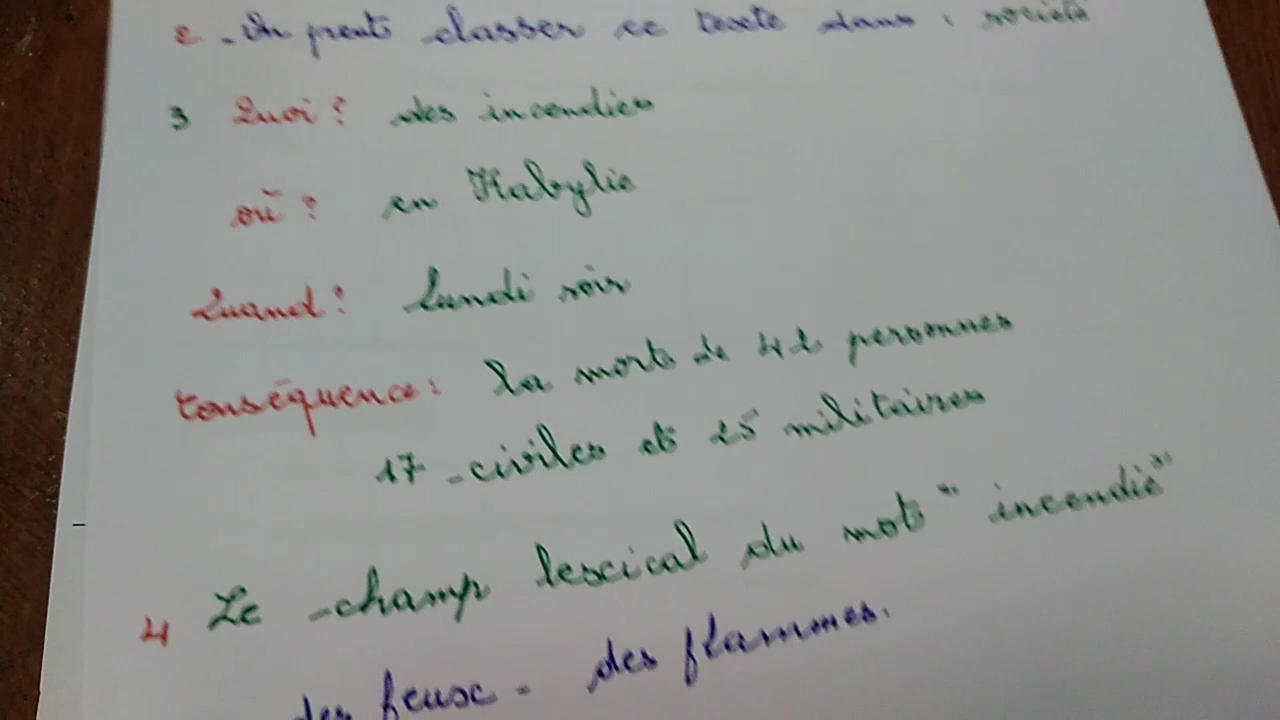 2 - On peut classer ce texte dans : société
3 Quoi ? des incendies
où ? en Kabylie
Quand ? Lundi soir
Conséquence : la morts de 42 personnes
17 civiles et 25 militaires
4 Le champ lexical du mot " incendie "
des feux - des flammes.